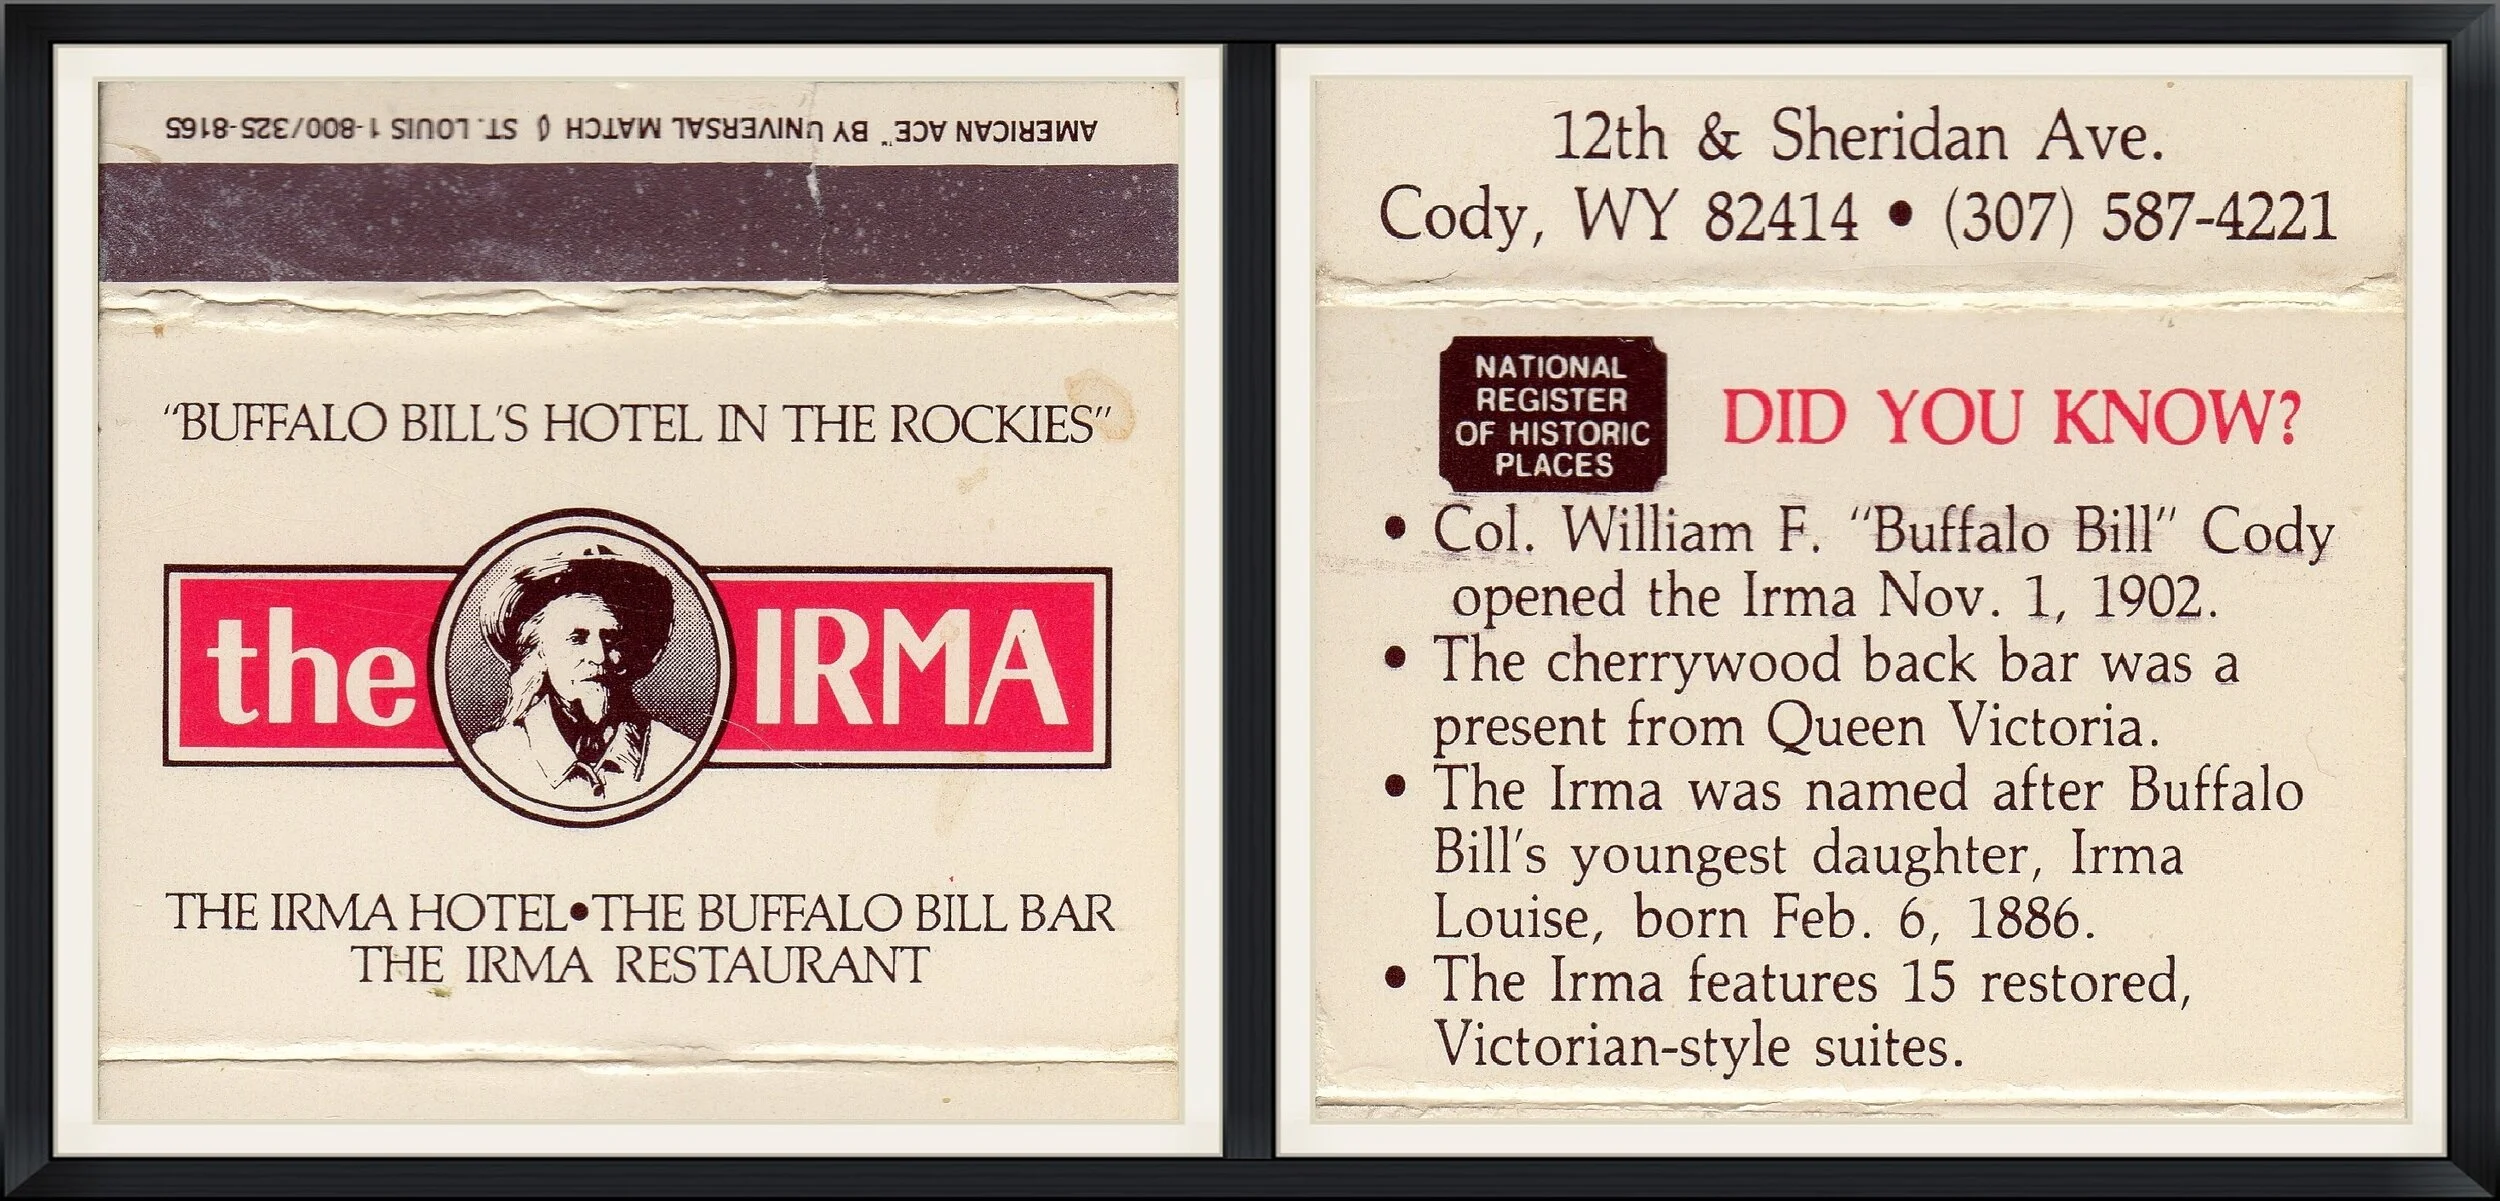 AMERICAN ACE™ BY UNIVERSAL MATCH ST. LOUIS 1-800/325-8165
"BUFFALO BILL'S HOTEL IN THE ROCKIES"
the IRMA
THE IRMA HOTEL•THE BUFFALO BILL BAR
THE IRMA RESTAURANT
12th & Sheridan Ave.
Cody, WY 82414 • (307) 587-4221
NATIONAL
REGISTER
OF HISTORIC
PLACES
DID YOU KNOW?
• Col. William F. "Buffalo Bill" Cody
opened the Irma Nov. 1, 1902.
• The cherrywood back bar was a
present from Queen Victoria.
• The Irma was named after Buffalo
Bill's youngest daughter, Irma
Louise, born Feb. 6, 1886.
• The Irma features 15 restored,
Victorian-style suites.